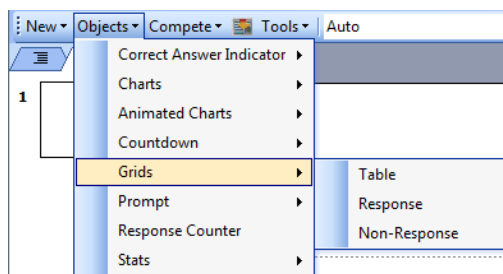 New Objects Compete Tools Auto
1
Correct Answer Indicator
Charts
Animated Charts
Countdown
Grids
Table
Prompt
Response
Response Counter
Non-Response
Stats